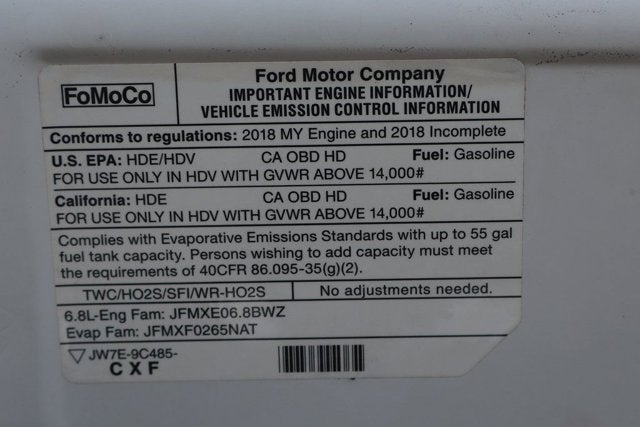 FoMoCo
Ford Motor Company
IMPORTANT ENGINE INFORMATION/
VEHICLE EMISSION CONTROL INFORMATION
Conforms to regulations: 2018 MY Engine and 2018 Incomplete
U.S. EPA: HDE/HDV CA OBD HD Fuel: Gasoline
FOR USE ONLY IN HDV WITH GVWR ABOVE 14,000#
California: HDE CA OBD HD Fuel: Gasoline
FOR USE ONLY IN HDV WITH GVWR ABOVE 14,000#
Complies with Evaporative Emissions Standards with up to 55 gal
fuel tank capacity. Persons wishing to add capacity must meet
the requirements of 40CFR 86.095-35(g)(2).
TWC/HO2S/SFI/WR-HO2S No adjustments needed.
6.8L-Eng Fam: JFMXE06.8BWZ
Evap Fam: JFMXF0265NAT
JW7E-9C485-
CXF